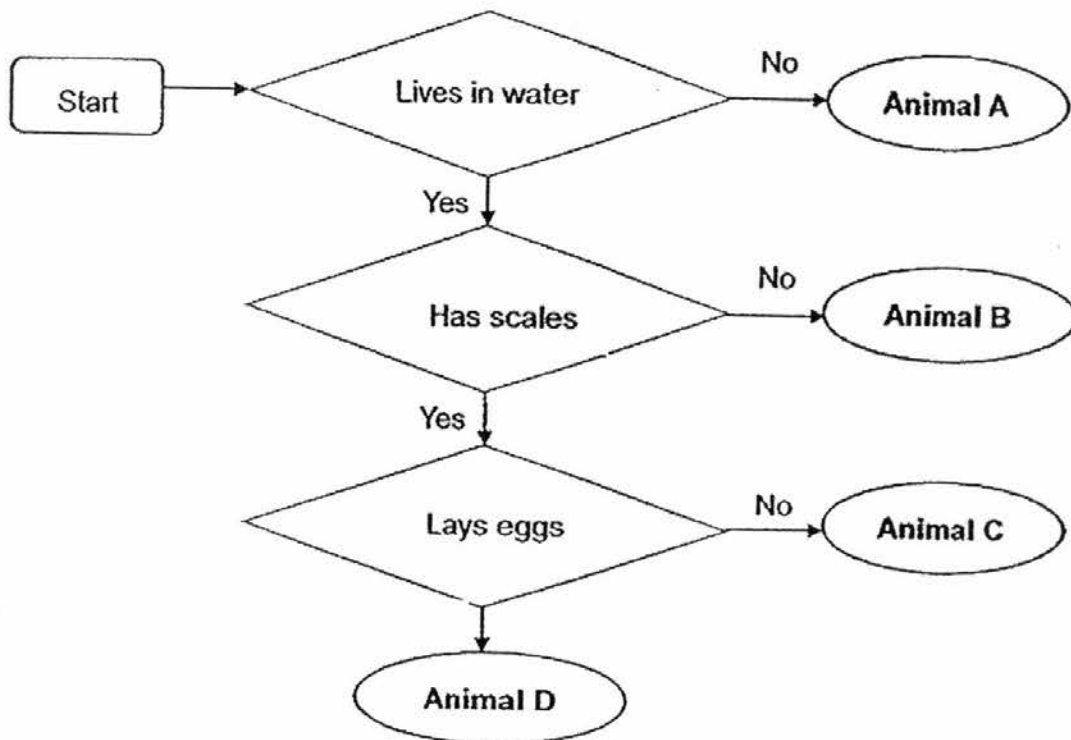 Start
Lives in water
No
Animal A
Yes
Has scales
No
Animal B
Yes
Lays eggs
No
Animal C
Animal D